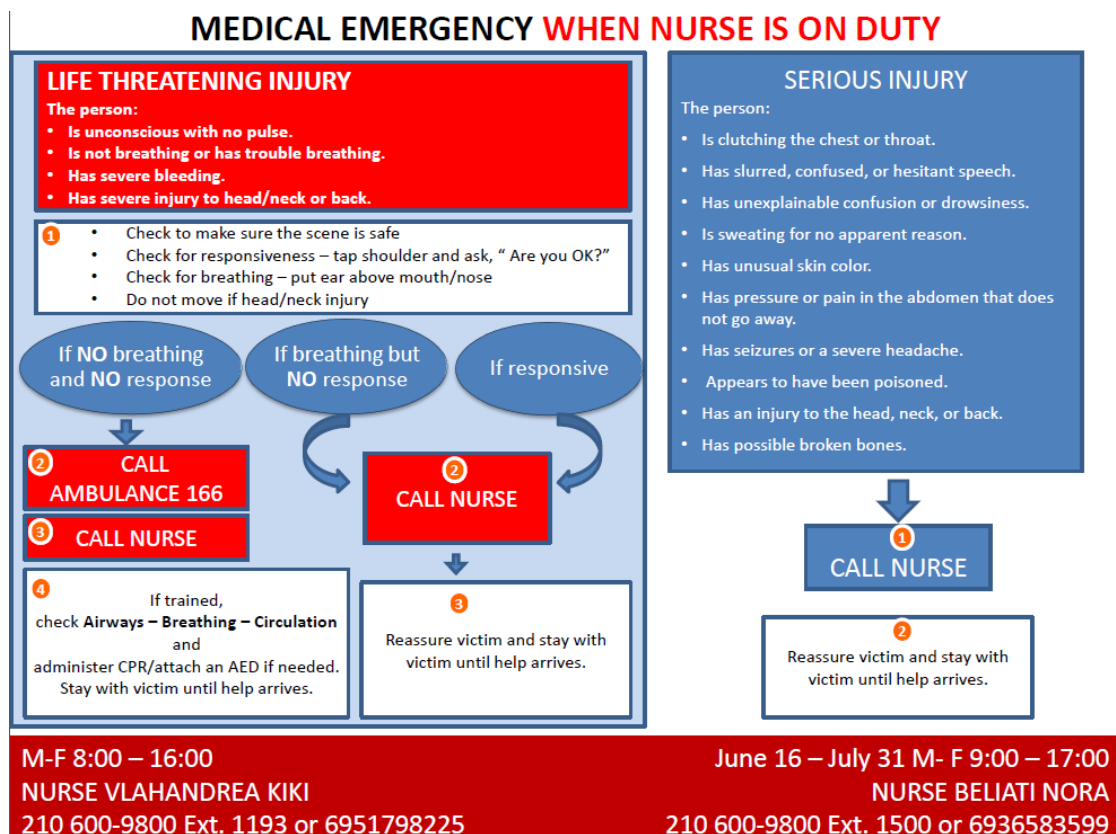 MEDICAL EMERGENCY WHEN NURSE IS ON DUTY
LIFE THREATENING INJURY
The person:
• Is unconscious with no pulse.
• Is not breathing or has trouble breathing.
• Has severe bleeding.
• Has severe injury to head/neck or back.
1
• Check to make sure the scene is safe
• Check for responsiveness – tap shoulder and ask, “ Are you OK?”
• Check for breathing – put ear above mouth/nose
• Do not move if head/neck injury
If NO breathing
and NO response
2
CALL
AMBULANCE 166
3
CALL NURSE
4
If trained,
check Airways – Breathing – Circulation
and
administer CPR/attach an AED if needed.
Stay with victim until help arrives.
If breathing but
NO response
If responsive
2
CALL NURSE
3
Reassure victim and stay with
victim until help arrives.
SERIOUS INJURY
The person:
• Is clutching the chest or throat.
• Has slurred, confused, or hesitant speech.
• Has unexplainable confusion or drowsiness.
• Is sweating for no apparent reason.
• Has unusual skin color.
• Has pressure or pain in the abdomen that does
not go away.
• Has seizures or a severe headache.
• Appears to have been poisoned.
• Has an injury to the head, neck, or back.
• Has possible broken bones.
1
CALL NURSE
2
Reassure victim and stay with
victim until help arrives.
M-F 8:00 – 16:00
NURSE VLAHANDREA KIKI
210 600-9800 Ext. 1193 or 6951798225
June 16 – July 31 M- F 9:00 – 17:00
NURSE BELIATI NORA
210 600-9800 Ext. 1500 or 6936583599